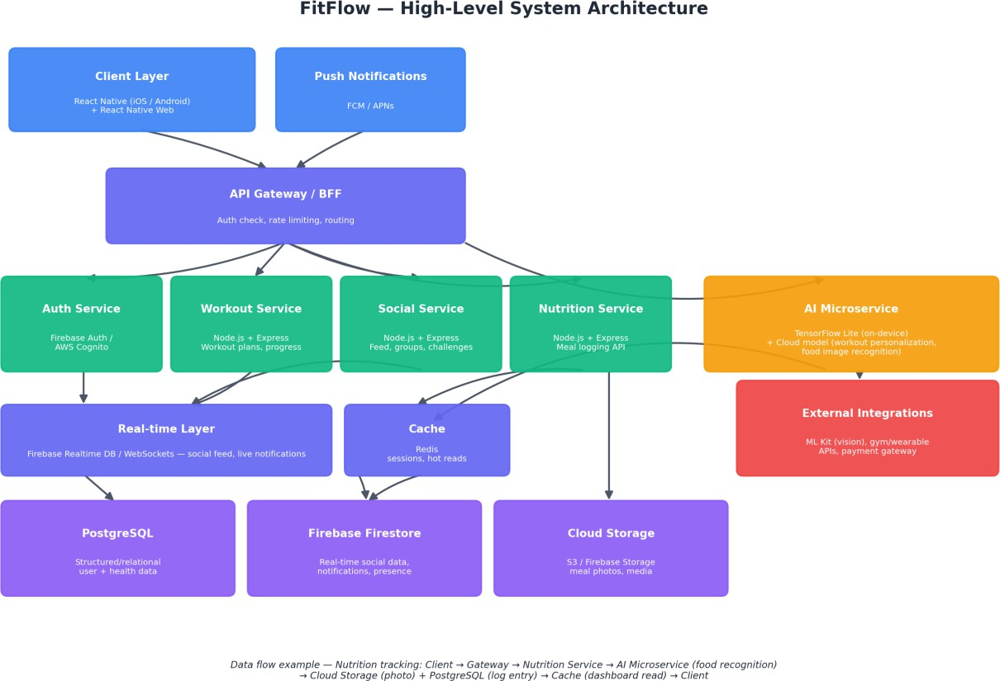 FitFlow — High-Level System Architecture
Client Layer
React Native (iOS / Android)
+ React Native Web
Push Notifications
FCM / APNs
API Gateway / BFF
Auth check, rate limiting, routing
Auth Service
Firebase Auth /
AWS Cognito
Workout Service
Node.js + Express
Workout plans, progress
Social Service
Node.js + Express
Feed, groups, challenges
Nutrition Service
Node.js + Express
Meal logging API
AI Microservice
TensorFlow Lite (on-device)
+ Cloud model (workout personalization,
food image recognition)
Real-time Layer
Firebase Realtime DB / WebSockets — social feed, live notifications
Cache
Redis
sessions, hot reads
External Integrations
ML Kit (vision), gym/wearable
APIs, payment gateway
PostgreSQL
Structured/relational
user + health data
Firebase Firestore
Real-time social data,
notifications, presence
Cloud Storage
S3 / Firebase Storage
meal photos, media
Data flow example — Nutrition tracking: Client → Gateway → Nutrition Service → AI Microservice (food recognition)
→ Cloud Storage (photo) + PostgreSQL (log entry) → Cache (dashboard read) → Client